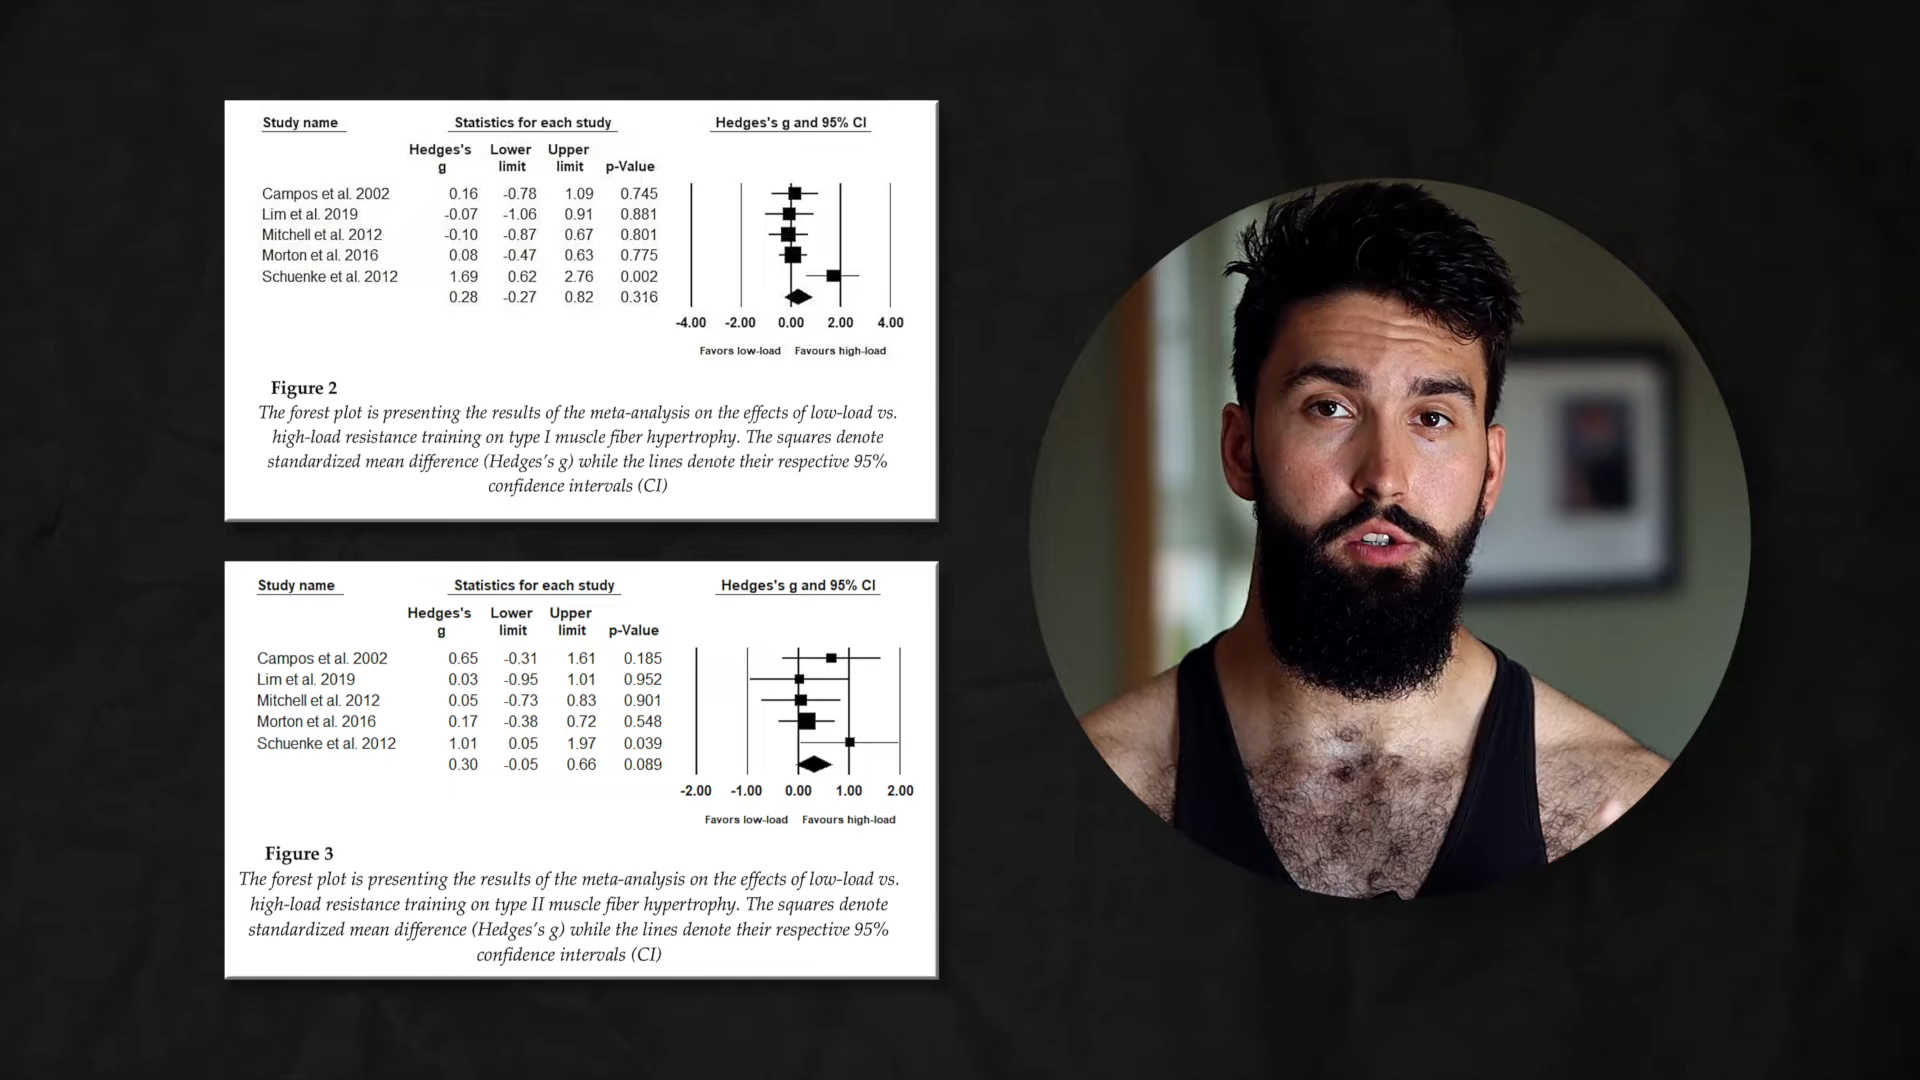 Study name Statistics for each study Hedges's g and 95% CI
Hedges's Lower Upper
g limit limit p-Value
Campos et al. 2002 0.16 -0.78 1.09 0.745
Lim et al. 2019 -0.07 -1.06 0.91 0.881
Mitchell et al. 2012 -0.10 -0.87 0.67 0.801
Morton et al. 2016 0.08 -0.47 0.63 0.775
Schuenke et al. 2012 1.69 0.62 2.76 0.002
0.28 -0.27 0.82 0.316
-4.00 -2.00 0.00 2.00 4.00
Favors low-load Favours high-load
Figure 2
The forest plot is presenting the results of the meta-analysis on the effects of low-load vs.
high-load resistance training on type I muscle fiber hypertrophy. The squares denote
standardized mean difference (Hedges's g) while the lines denote their respective 95%
confidence intervals (CI)
Study name Statistics for each study Hedges's g and 95% CI
Hedges's Lower Upper
g limit limit p-Value
Campos et al. 2002 0.65 -0.31 1.61 0.185
Lim et al. 2019 0.03 -0.95 1.01 0.952
Mitchell et al. 2012 0.05 -0.73 0.83 0.901
Morton et al. 2016 0.17 -0.38 0.72 0.548
Schuenke et al. 2012 1.01 0.05 1.97 0.039
0.30 -0.05 0.66 0.089
-2.00 -1.00 0.00 1.00 2.00
Favors low-load Favours high-load
Figure 3
The forest plot is presenting the results of the meta-analysis on the effects of low-load vs.
high-load resistance training on type II muscle fiber hypertrophy. The squares denote
standardized mean difference (Hedges's g) while the lines denote their respective 95%
confidence intervals (CI)